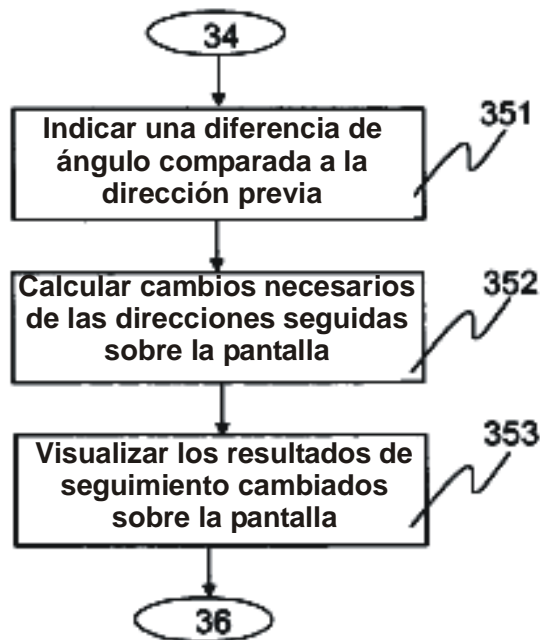 34
Indicar una diferencia de
ángulo comparada a la
dirección previa
351
Calcular cambios necesarios
de las direcciones seguidas
sobre la pantalla
352
Visualizar los resultados de
seguimiento cambiados
sobre la pantalla
353
36